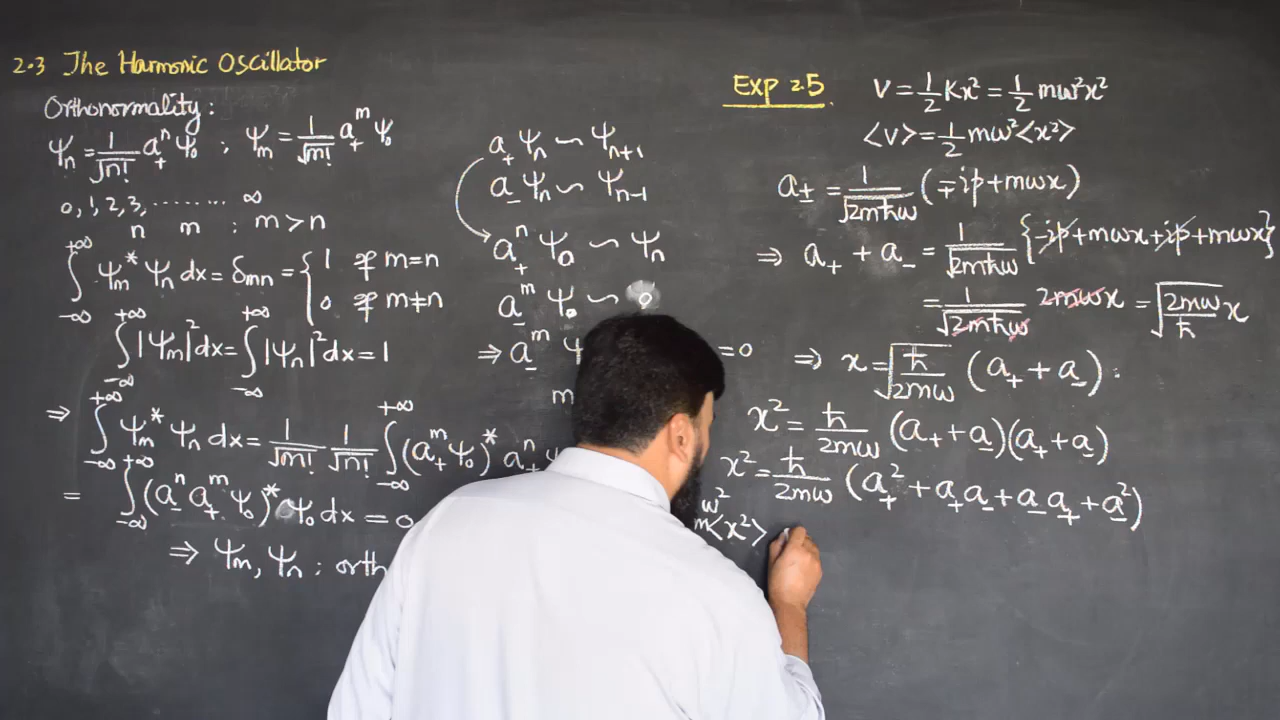 2.3 The Harmonic Oscillator
Orthonormality:
ψn = 1/√n! a+^n ψ0 ; ψm = 1/√m! a+^m ψ0
0, 1, 2, 3, ········ ∞
n m : m > n
∫_{-∞}^{+∞} ψm* ψn dx = δmn = { 1 if m=n
0 if m≠n
∫_{-∞}^{+∞} |ψm|² dx = ∫_{-∞}^{+∞} |ψn|² dx = 1
⇒ ∫_{-∞}^{+∞} ψm* ψn dx = 1/√m! 1/√n! ∫_{-∞}^{+∞} (a+^m ψ0)* a+^n
= ∫_{-∞}^{+∞} (a-^n a+^m ψ0)* ψ0 dx = 0
⇒ ψm, ψn : orth
a+ ψn ∼ ψn+1
a- ψn ∼ ψn-1
a+^n ψ0 ∼ ψn
a-^m ψ0 ∼ 0
⇒ a-^m ψ = 0
m
Exp 2.5
V = 1/2 Kx² = 1/2 mω²x²
<V> = 1/2 mω²<x²>
a± = 1/√2mħω (∓ip + mωx)
⇒ a+ + a- = 1/√2mħω {-ip + mωx + ip + mωx}
= 1/√2mħω 2mωx = √(2mω/ħ) x
⇒ x = √(ħ/2mω) (a+ + a-) :
x² = ħ/2mω (a+ + a-)(a+ + a-)
x² = ħ/2mω (a+² + a+a- + a-a+ + a-²)
mω²<x²>